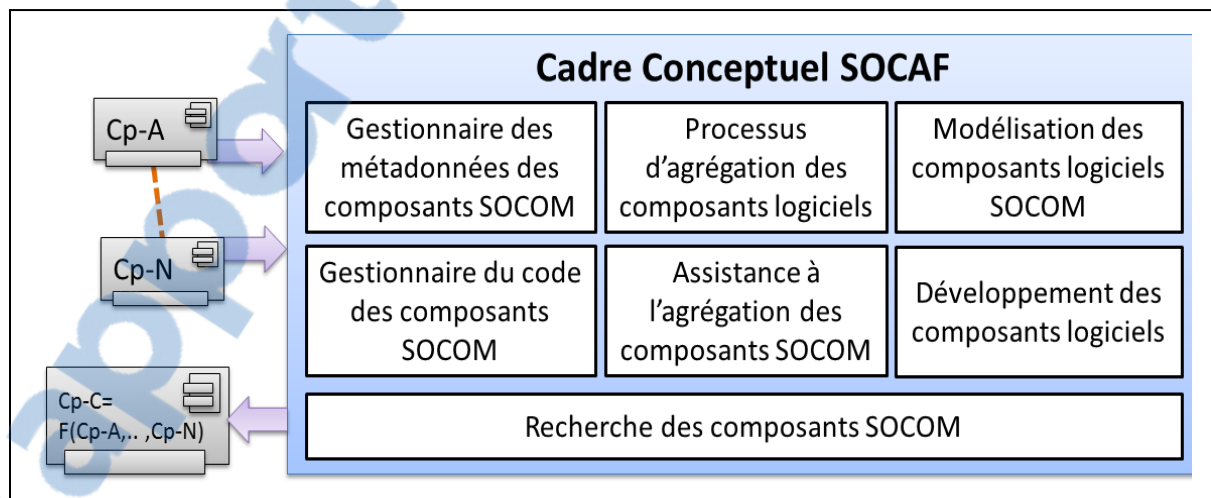 Cadre Conceptuel SOCAF
Cp-A
Cp-N
Cp-C=
F(Cp-A,.. ,Cp-N)
Gestionnaire des
métadonnées des
composants SOCOM
Processus
d'agrégation des
composants logiciels
Modélisation des
composants logiciels
SOCOM
Gestionnaire du code
des composants
SOCOM
Assistance à
l'agrégation des
composants SOCOM
Développement des
composants logiciels
Recherche des composants SOCOM
apport